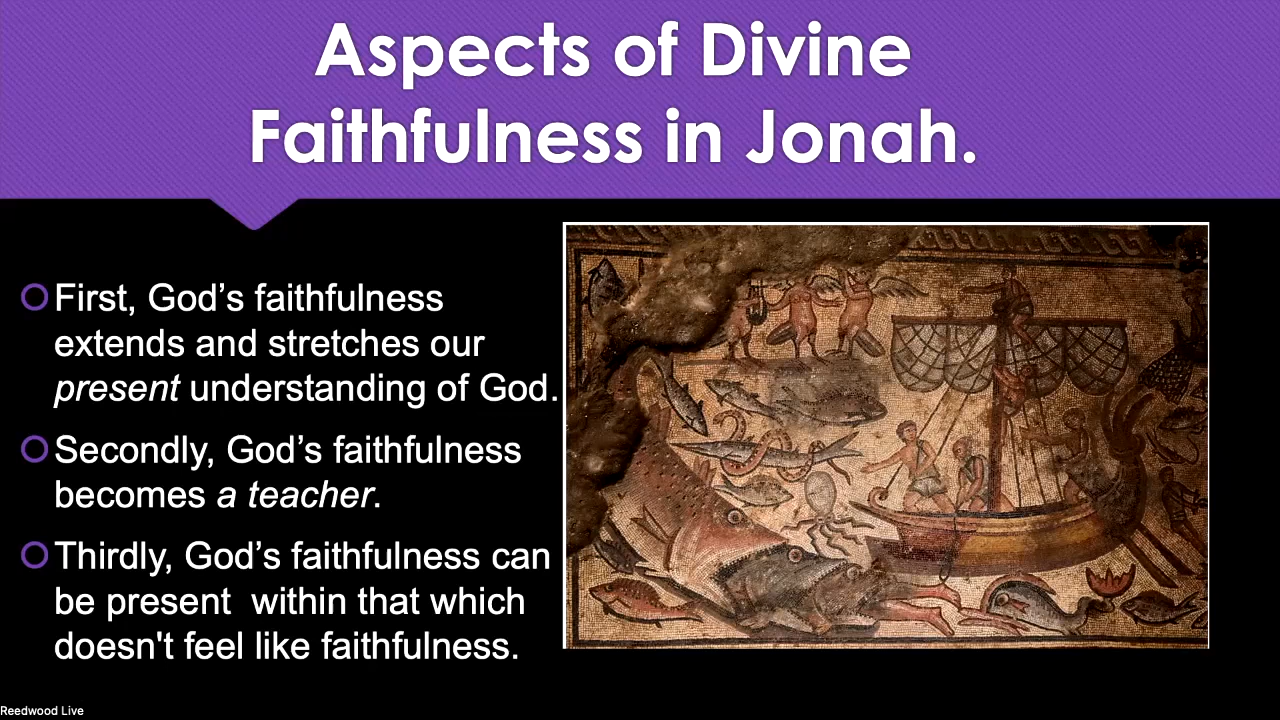 Aspects of Divine
Faithfulness in Jonah.
First, God’s faithfulness
extends and stretches our
present understanding of God.
Secondly, God’s faithfulness
becomes a teacher.
Thirdly, God’s faithfulness can
be present  within that which
doesn't feel like faithfulness.
Reedwood Live